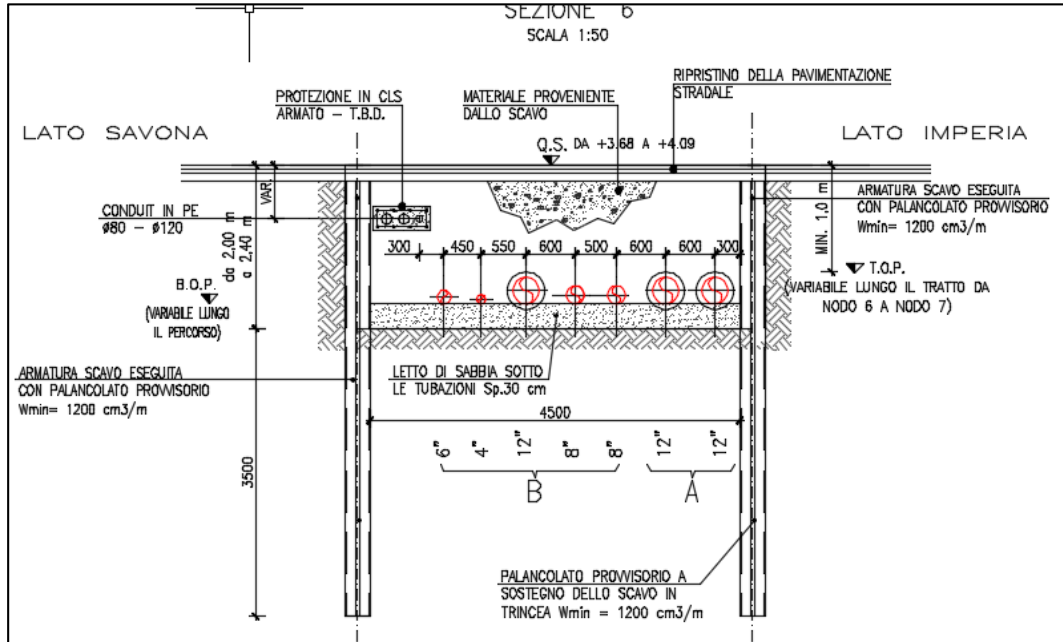 SEZIONE 6
SCALA 1:50
PROTEZIONE IN CLS
ARMATO – T.B.D.
MATERIALE PROVENIENTE
DALLO SCAVO
RIPRISTINO DELLA PAVIMENTAZIONE
STRADALE
LATO SAVONA
LATO IMPERIA
Q.S. DA +3.68 A +4.09
VAR.
CONDUIT IN PE
ø80 – ø120
da 2,00 m
a 2,40 m
B.O.P.
(VARIABILE LUNGO
IL PERCORSO)
300 450 550 600 500 600 600 300
MIN. 1.0 m
ARMATURA SCAVO ESEGUITA
CON PALANCOLATO PROVVISORIO
Wmin= 1200 cm3/m
T.O.P.
(VARIABILE LUNGO IL TRATTO DA
NODO 6 A NODO 7)
ARMATURA SCAVO ESEGUITA
CON PALANCOLATO PROVVISORIO
Wmin= 1200 cm3/m
LETTO DI SABBIA SOTTO
LE TUBAZIONI Sp.30 cm
4500
6" 4" 12" 8" 8" 12" 12"
B A
3500
PALANCOLATO PROVVISORIO A
SOSTEGNO DELLO SCAVO IN
TRINCEA Wmin = 1200 cm3/m